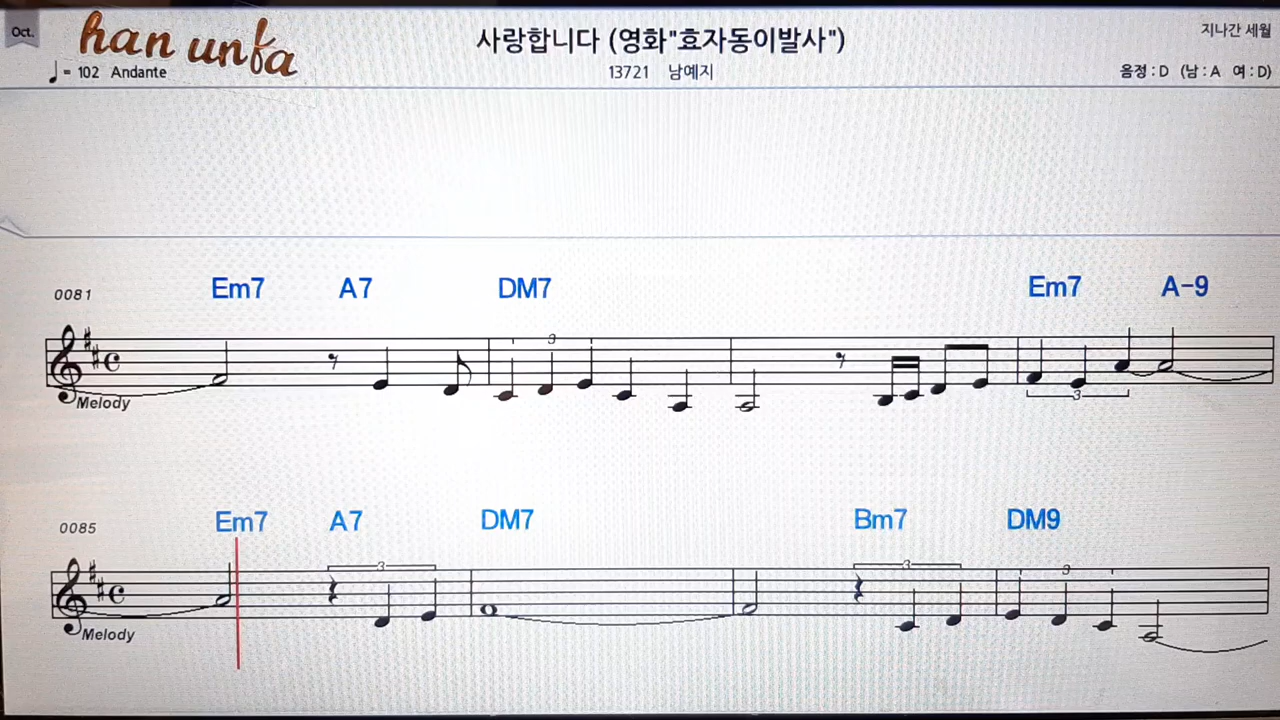 Oct.
han unfa
사랑합니다 (영화"효자동이발사")
지나간 세월
♩= 102 Andante
13721 남예지
음정 : D (남 : A 여 : D)
0081 Em7 A7 DM7 Em7 A-9
3
Melody
3
0085 Em7 A7 DM7 Bm7 DM9
3 3 3
Melody